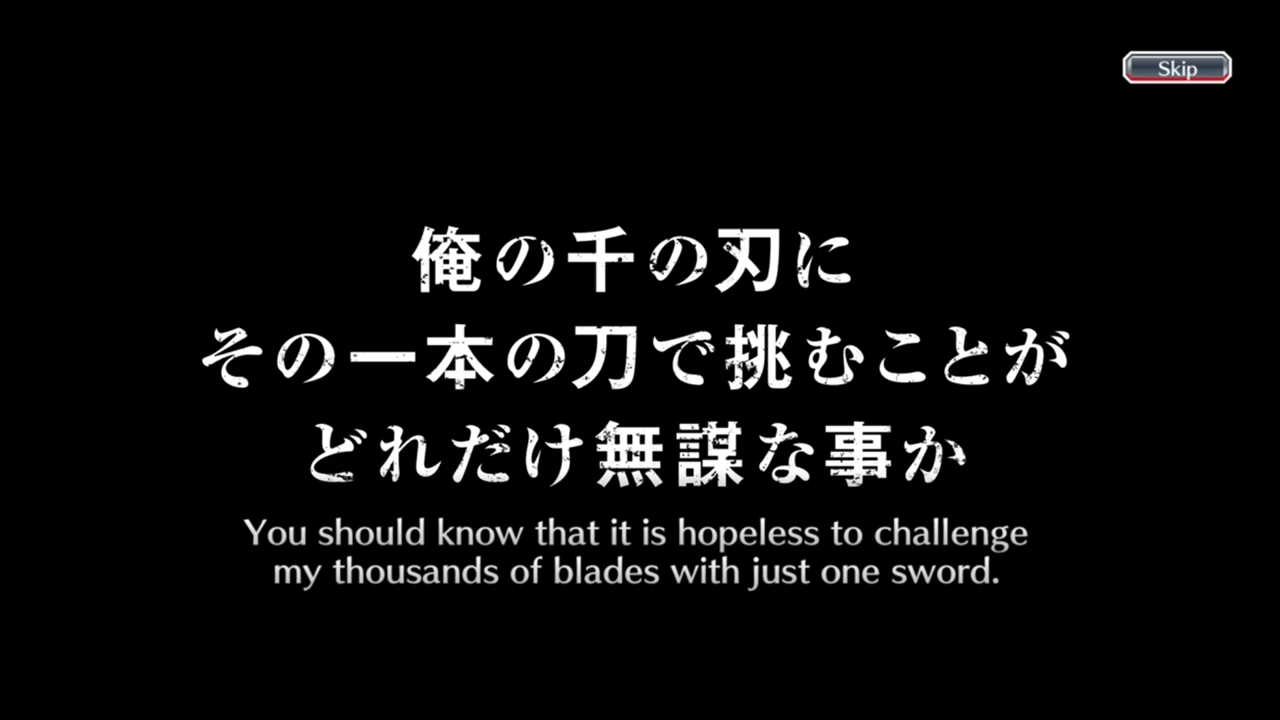 Skip
俺の千の刃に
その一本の刀で挑むことが
どれだけ無謀な事か
You should know that it is hopeless to challenge
my thousands of blades with just one sword.